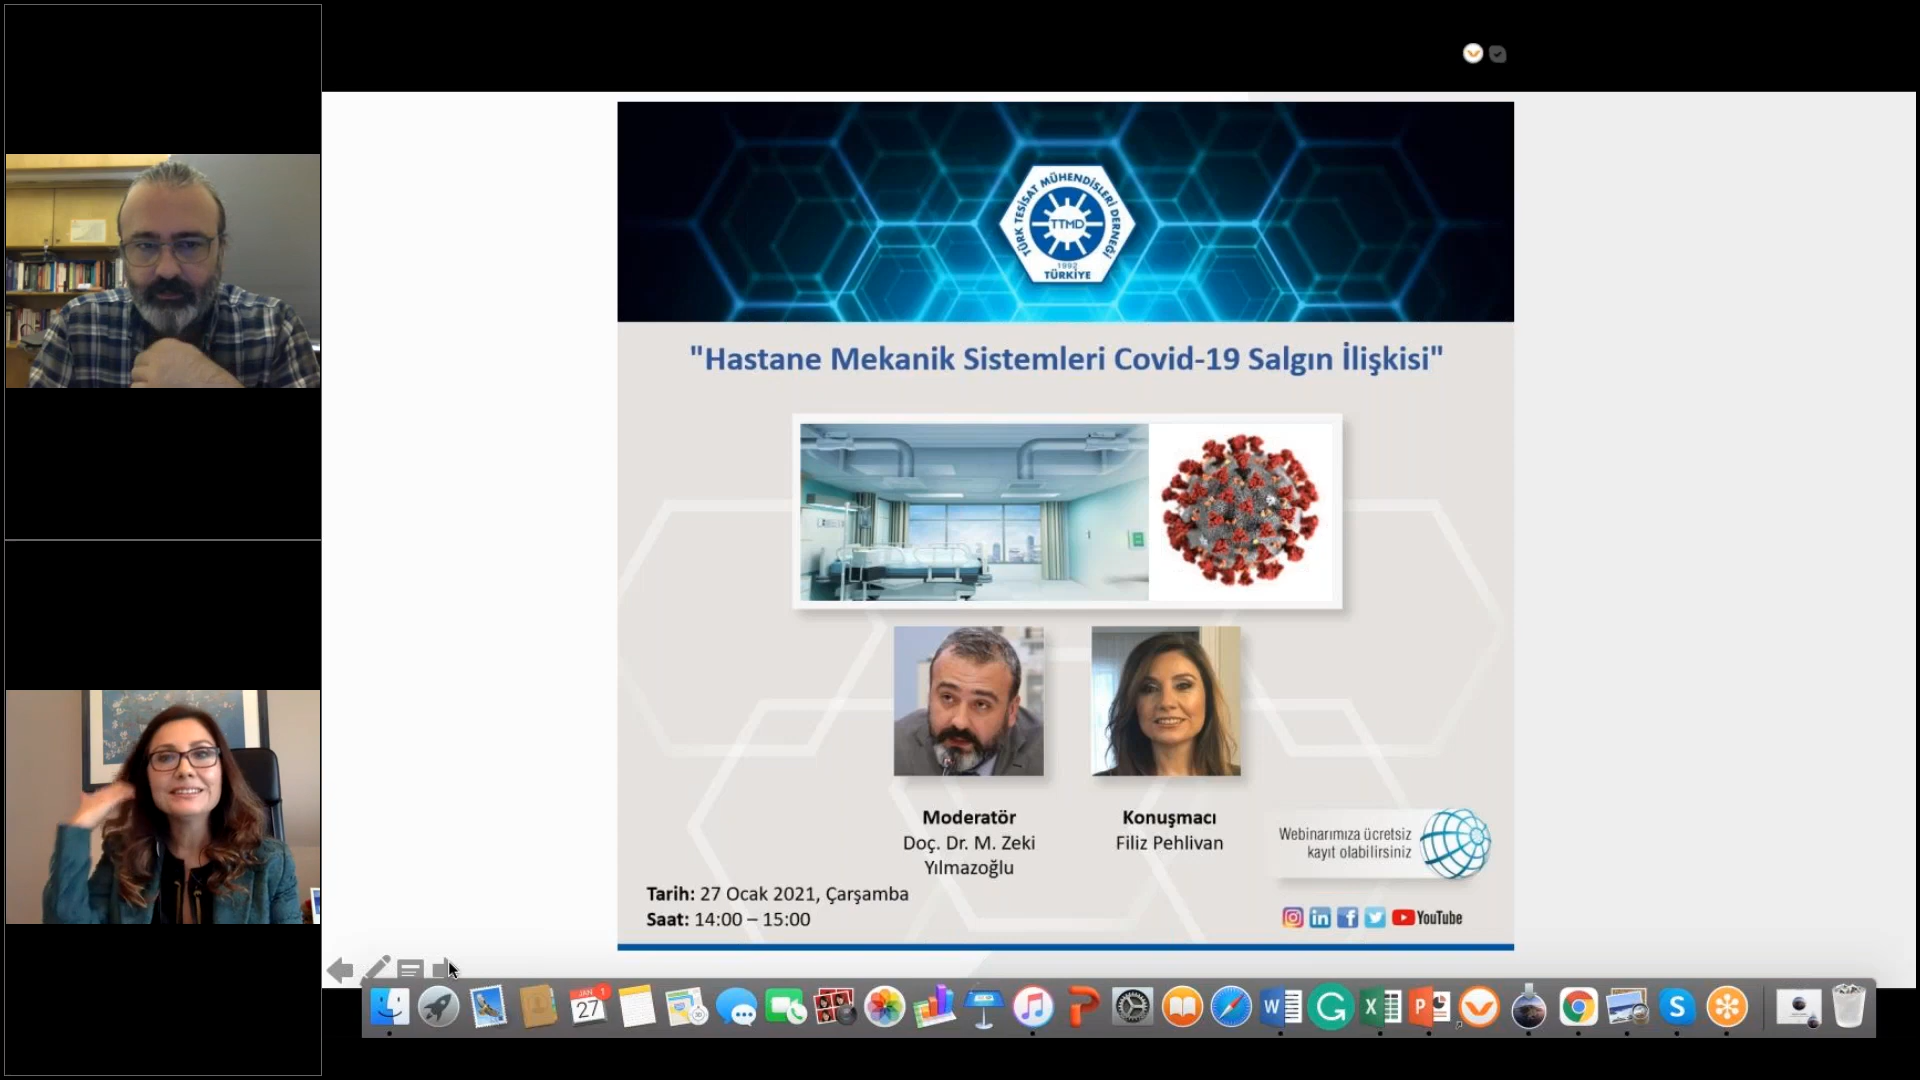 TÜRK TESİSAT MÜHENDİSLERİ DERNEĞİ
TTMD
1992
TÜRKİYE
"Hastane Mekanik Sistemleri Covid-19 Salgın İlişkisi"
Moderatör
Doç. Dr. M. Zeki
Yılmazoğlu
Konuşmacı
Filiz Pehlivan
Webinarımıza ücretsiz
kayıt olabilirsiniz
Tarih: 27 Ocak 2021, Çarşamba
Saat: 14:00 – 15:00
YouTube
JAN
1
27